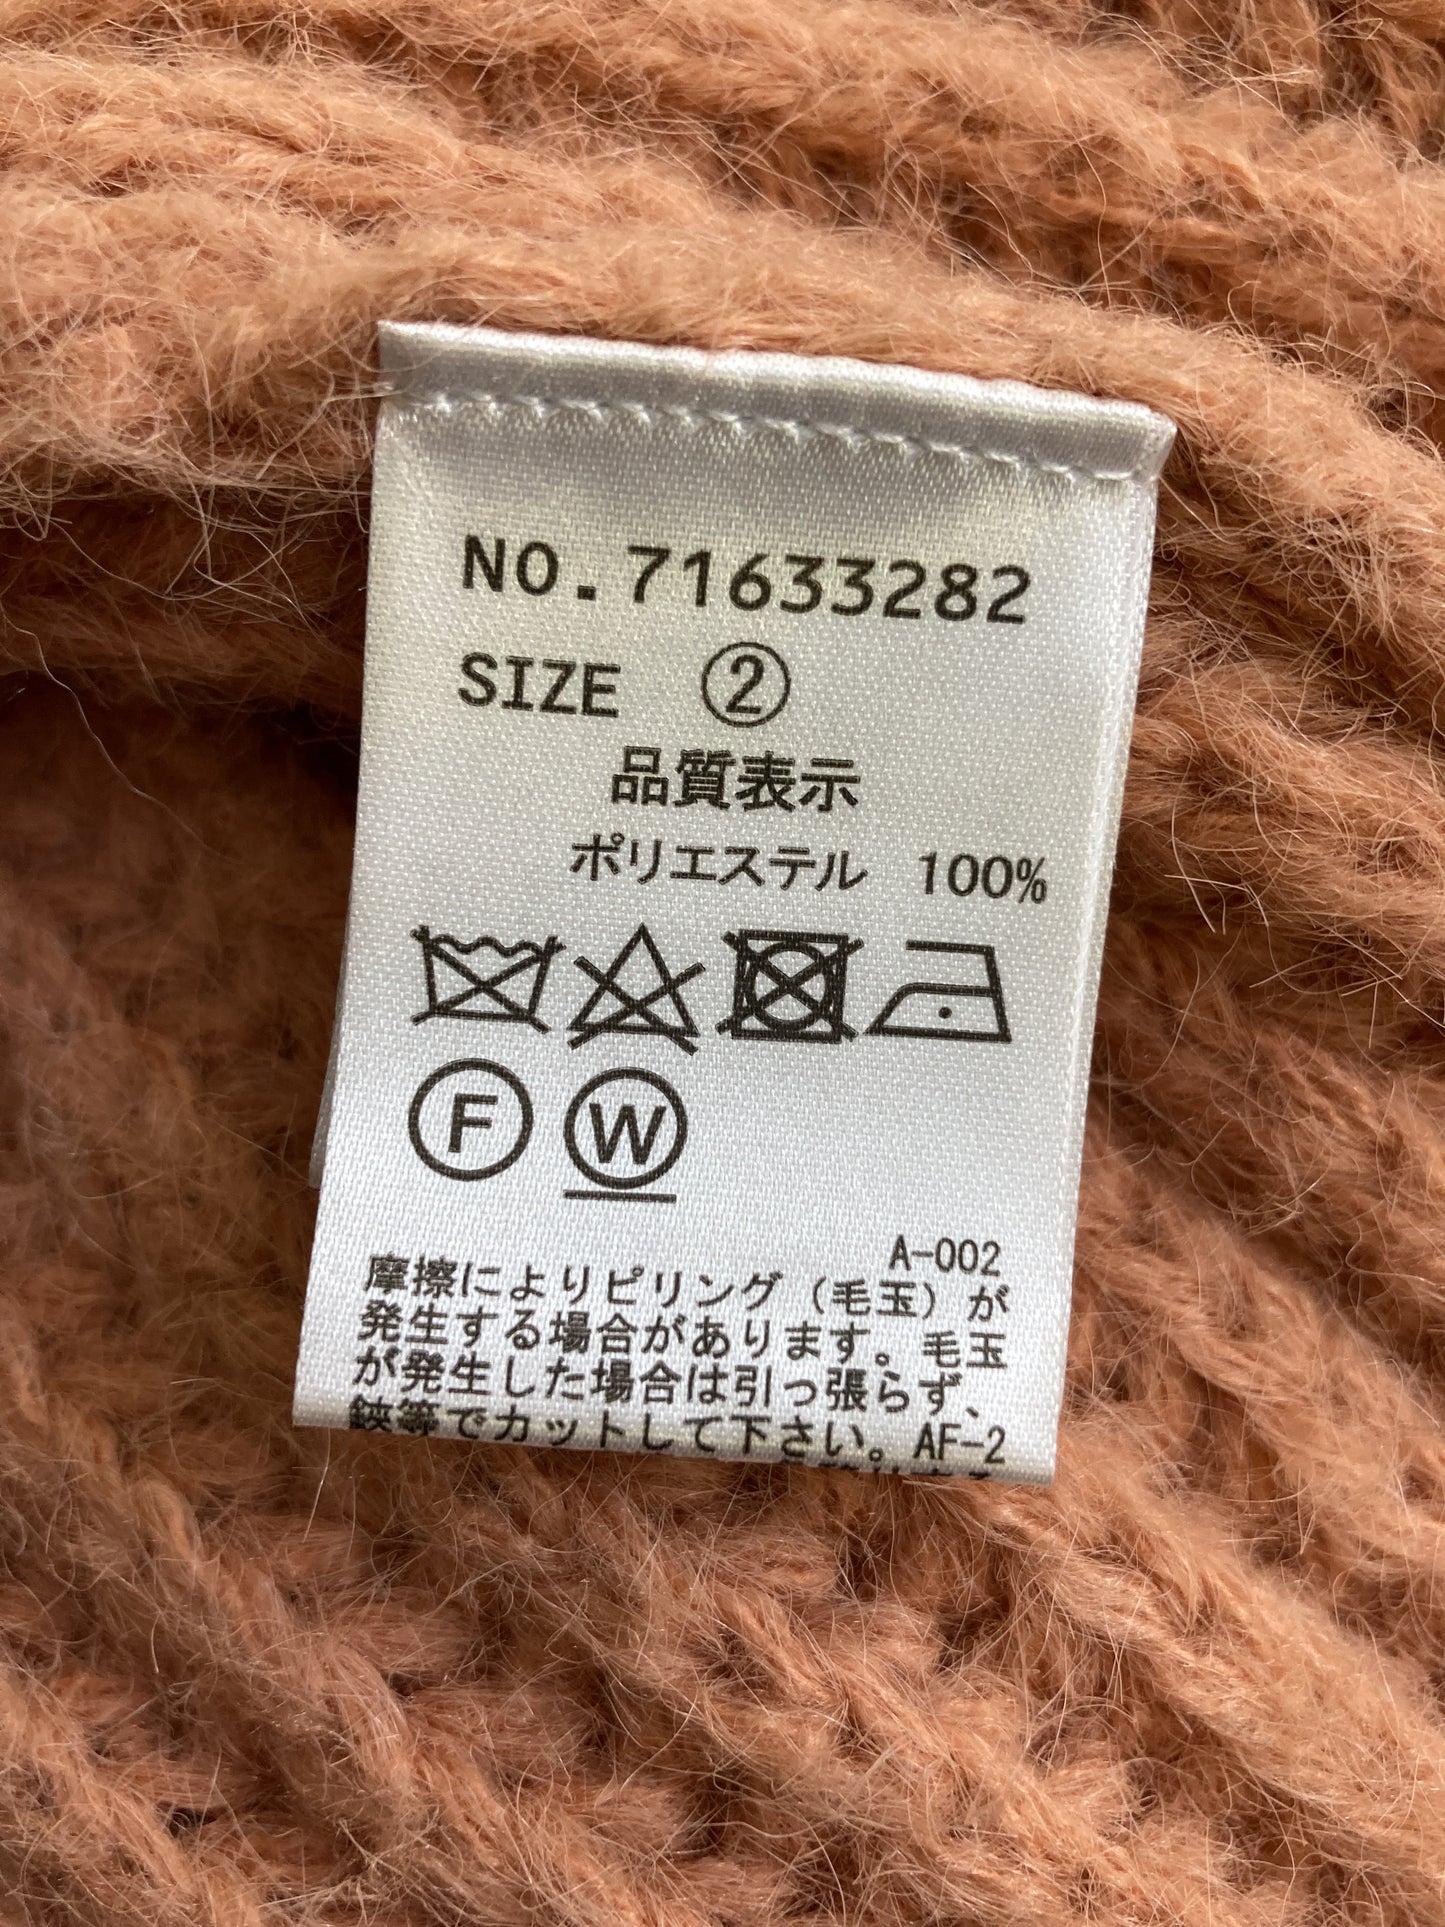 NO.71633282
SIZE ②
品質表示
ポリエステル 100%
F W
A-002
摩擦によりピリング(毛玉)が
発生する場合があります。毛玉
が発生した場合は引っ張らず、
鋏等でカットして下さい。AF-2